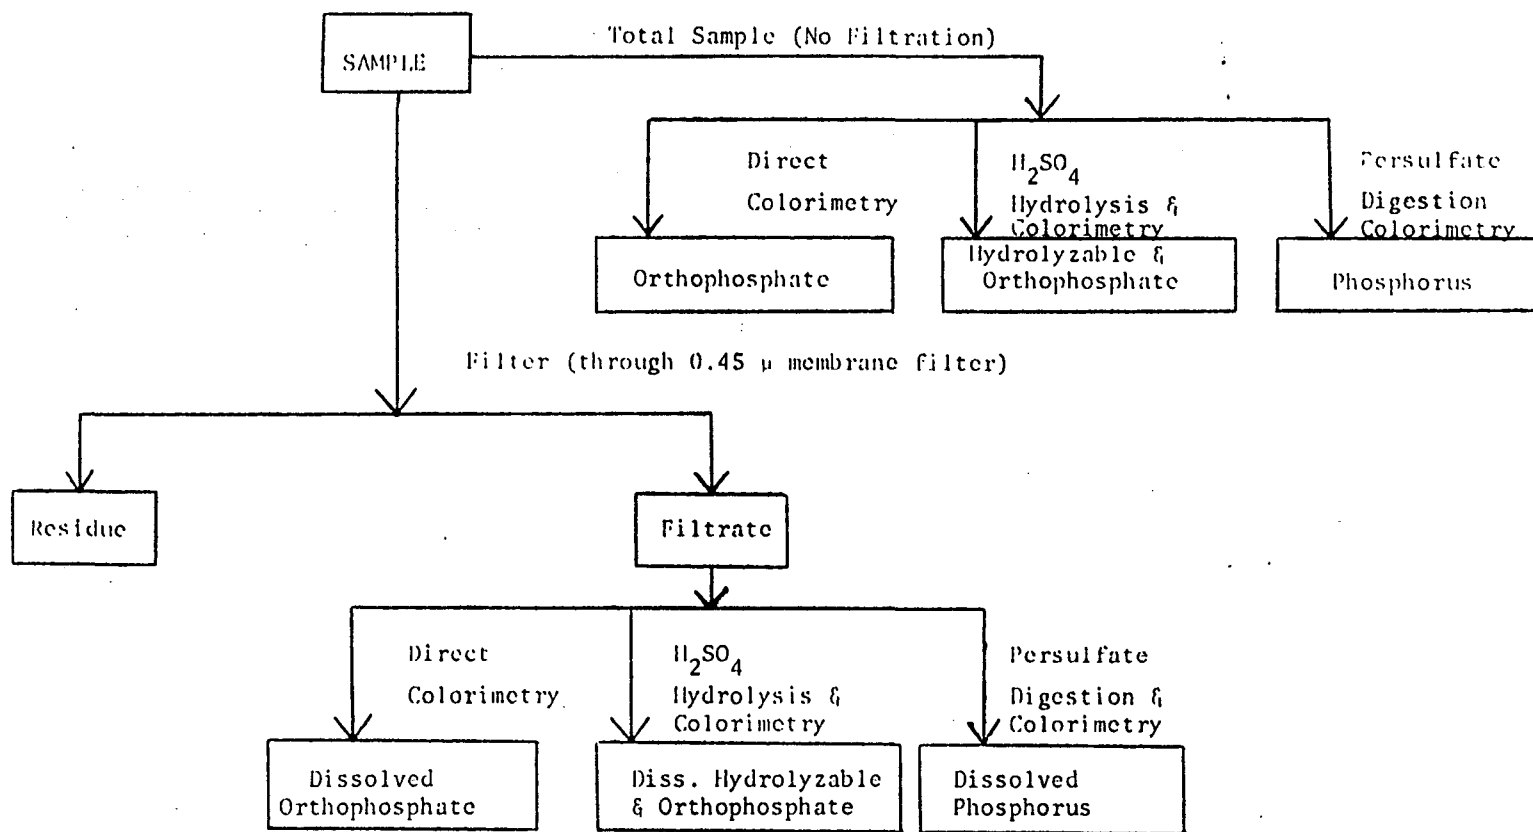 SAMPLE
Total Sample (No Filtration)
Direct
Colorimetry
H₂SO₄
Hydrolysis &
Colorimetry
Persulfate
Digestion
Colorimetry
Orthophosphate
Hydrolyzable &
Orthophosphate
Phosphorus
Filter (through 0.45 µ membrane filter)
Residue
Filtrate
Direct
Colorimetry
H₂SO₄
Hydrolysis &
Colorimetry
Persulfate
Digestion &
Colorimetry
Dissolved
Orthophosphate
Diss. Hydrolyzable
& Orthophosphate
Dissolved
Phosphorus